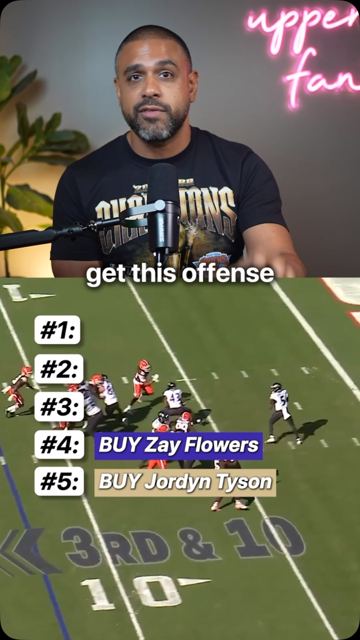 upper
fan
CHAMPIONS
get this offense
#1:
#2:
#3:
#4: BUY Zay Flowers
#5: BUY Jordyn Tyson
3RD & 10
10